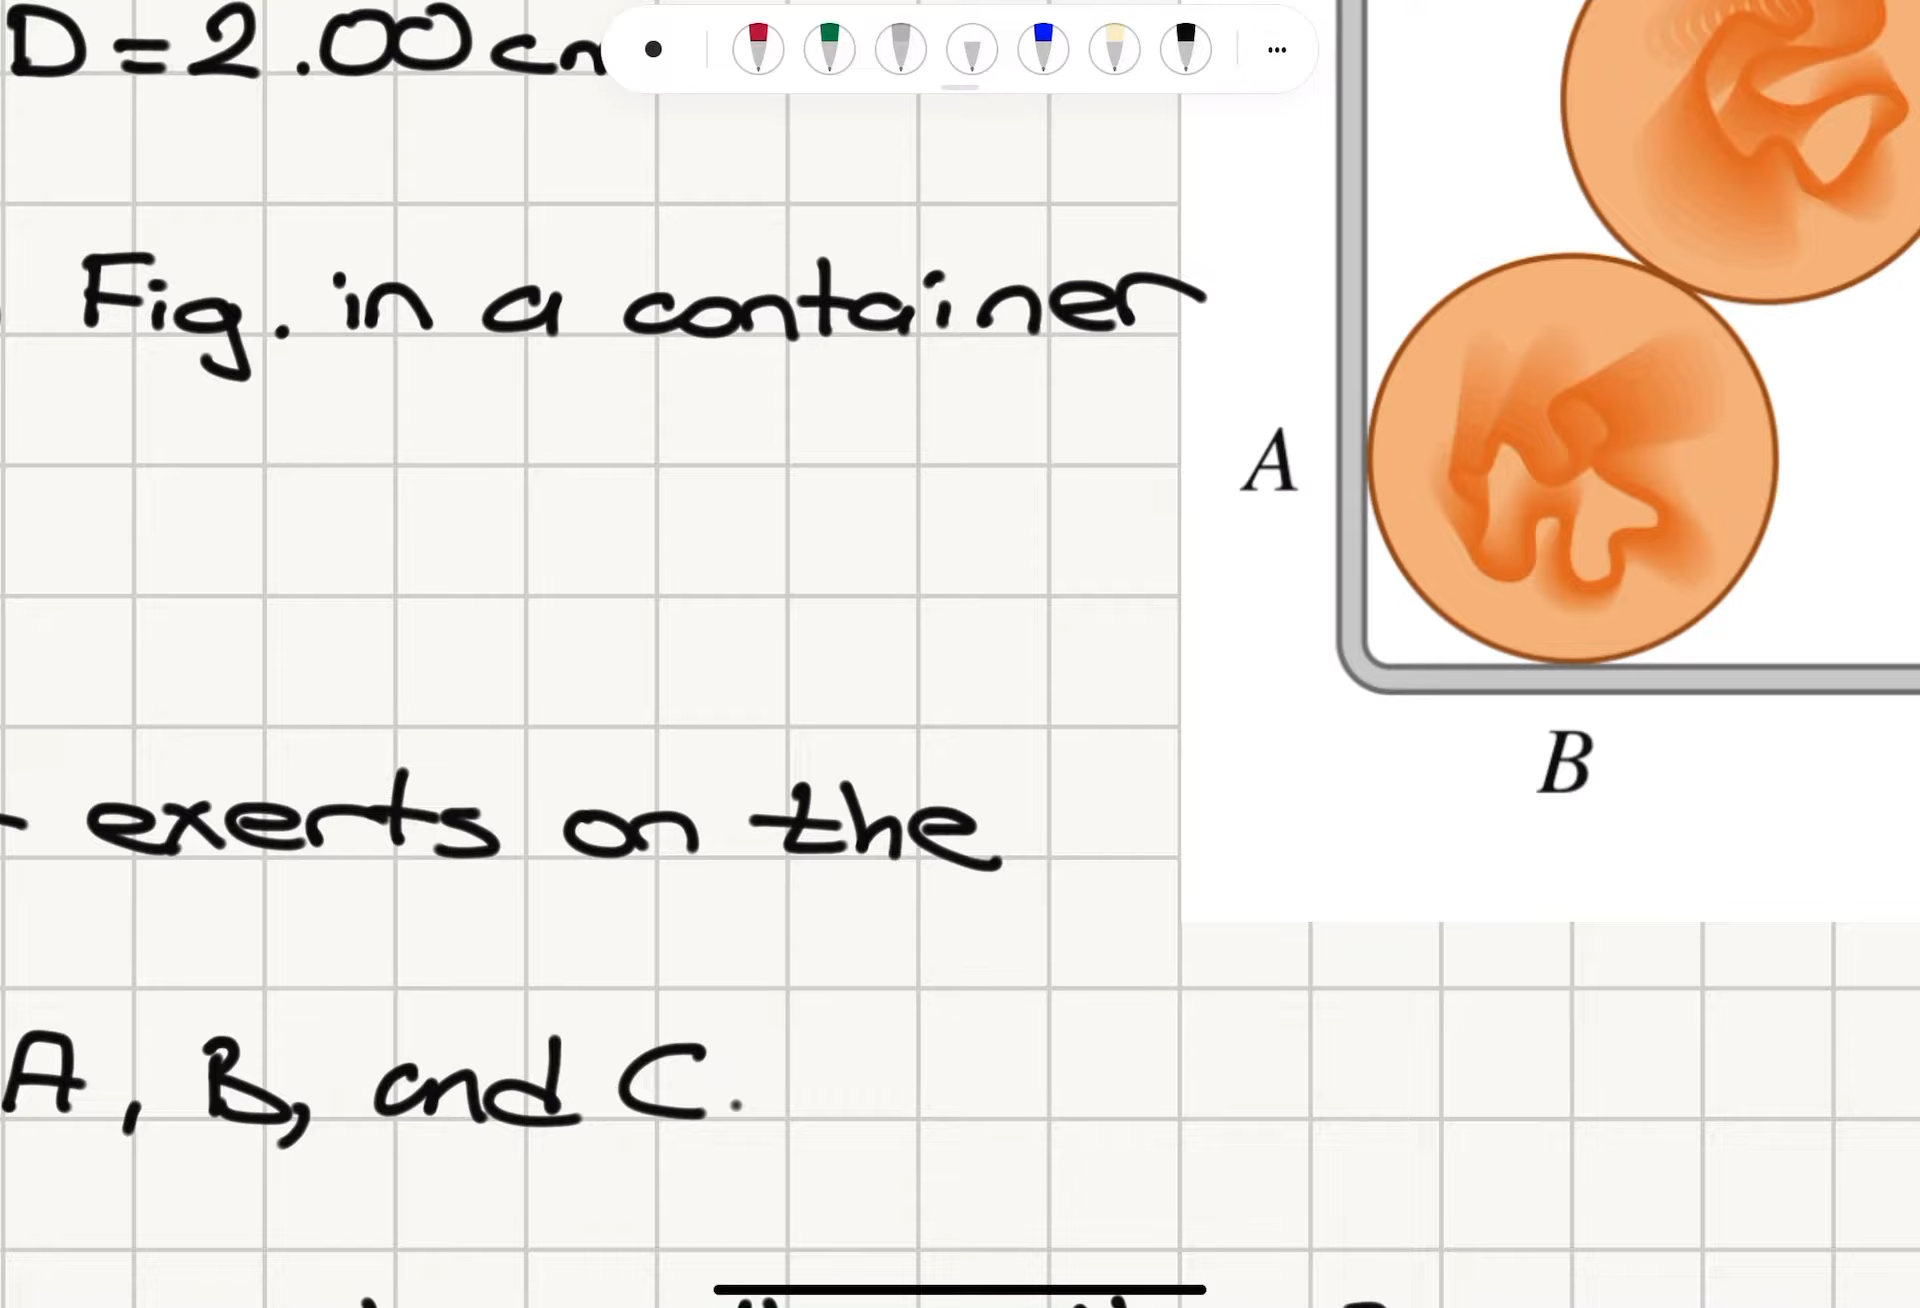 D = 2.00 cm
Fig. in a container
A
B
exerts on the
A, B, and C.